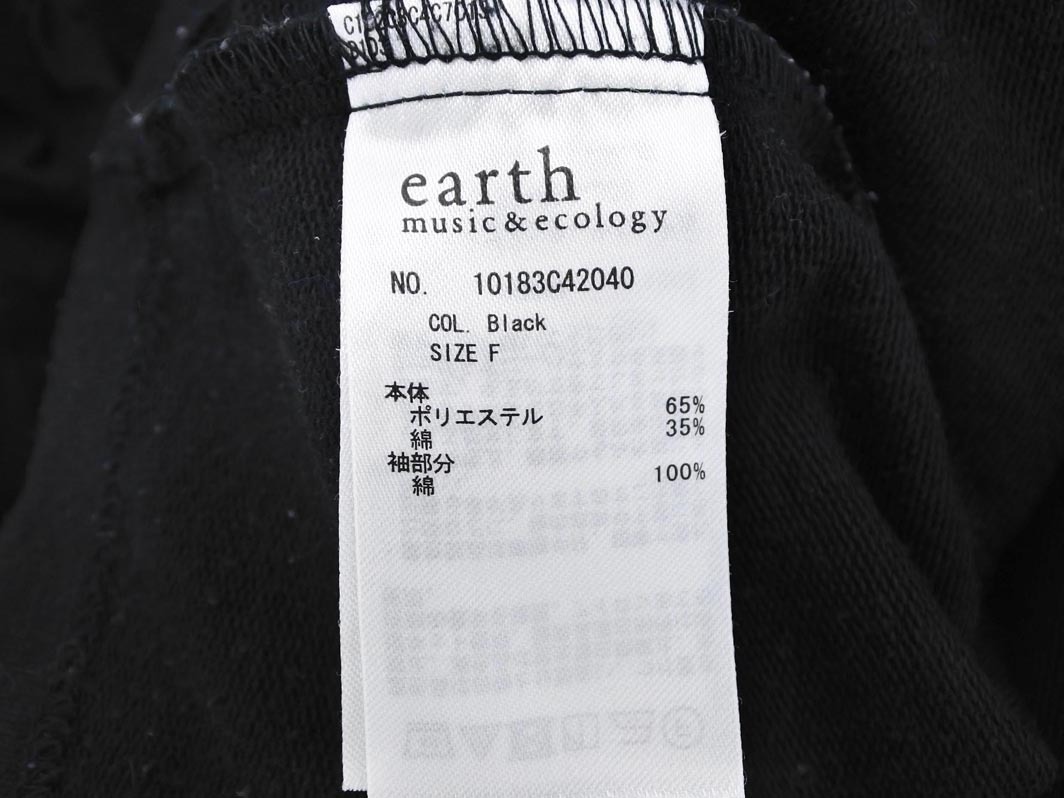 earth
music & ecology
NO. 10183C42040
COL. Black
SIZE F
本体
ポリエステル 65%
綿 35%
袖部分
綿 100%